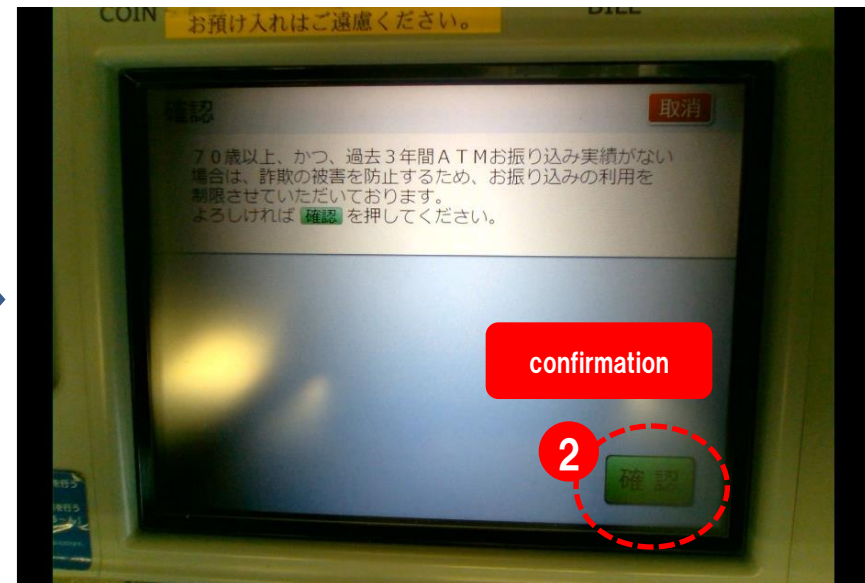 COIN
お預け入れはご遠慮ください。
BILL
確認
取消
70歳以上、かつ、過去3年間ATMお振り込み実績がない
場合は、詐欺の被害を防止するため、お振り込みの利用を
制限させていただいております。
よろしければ 確認 を押してください。
confirmation
2
確認
を行う